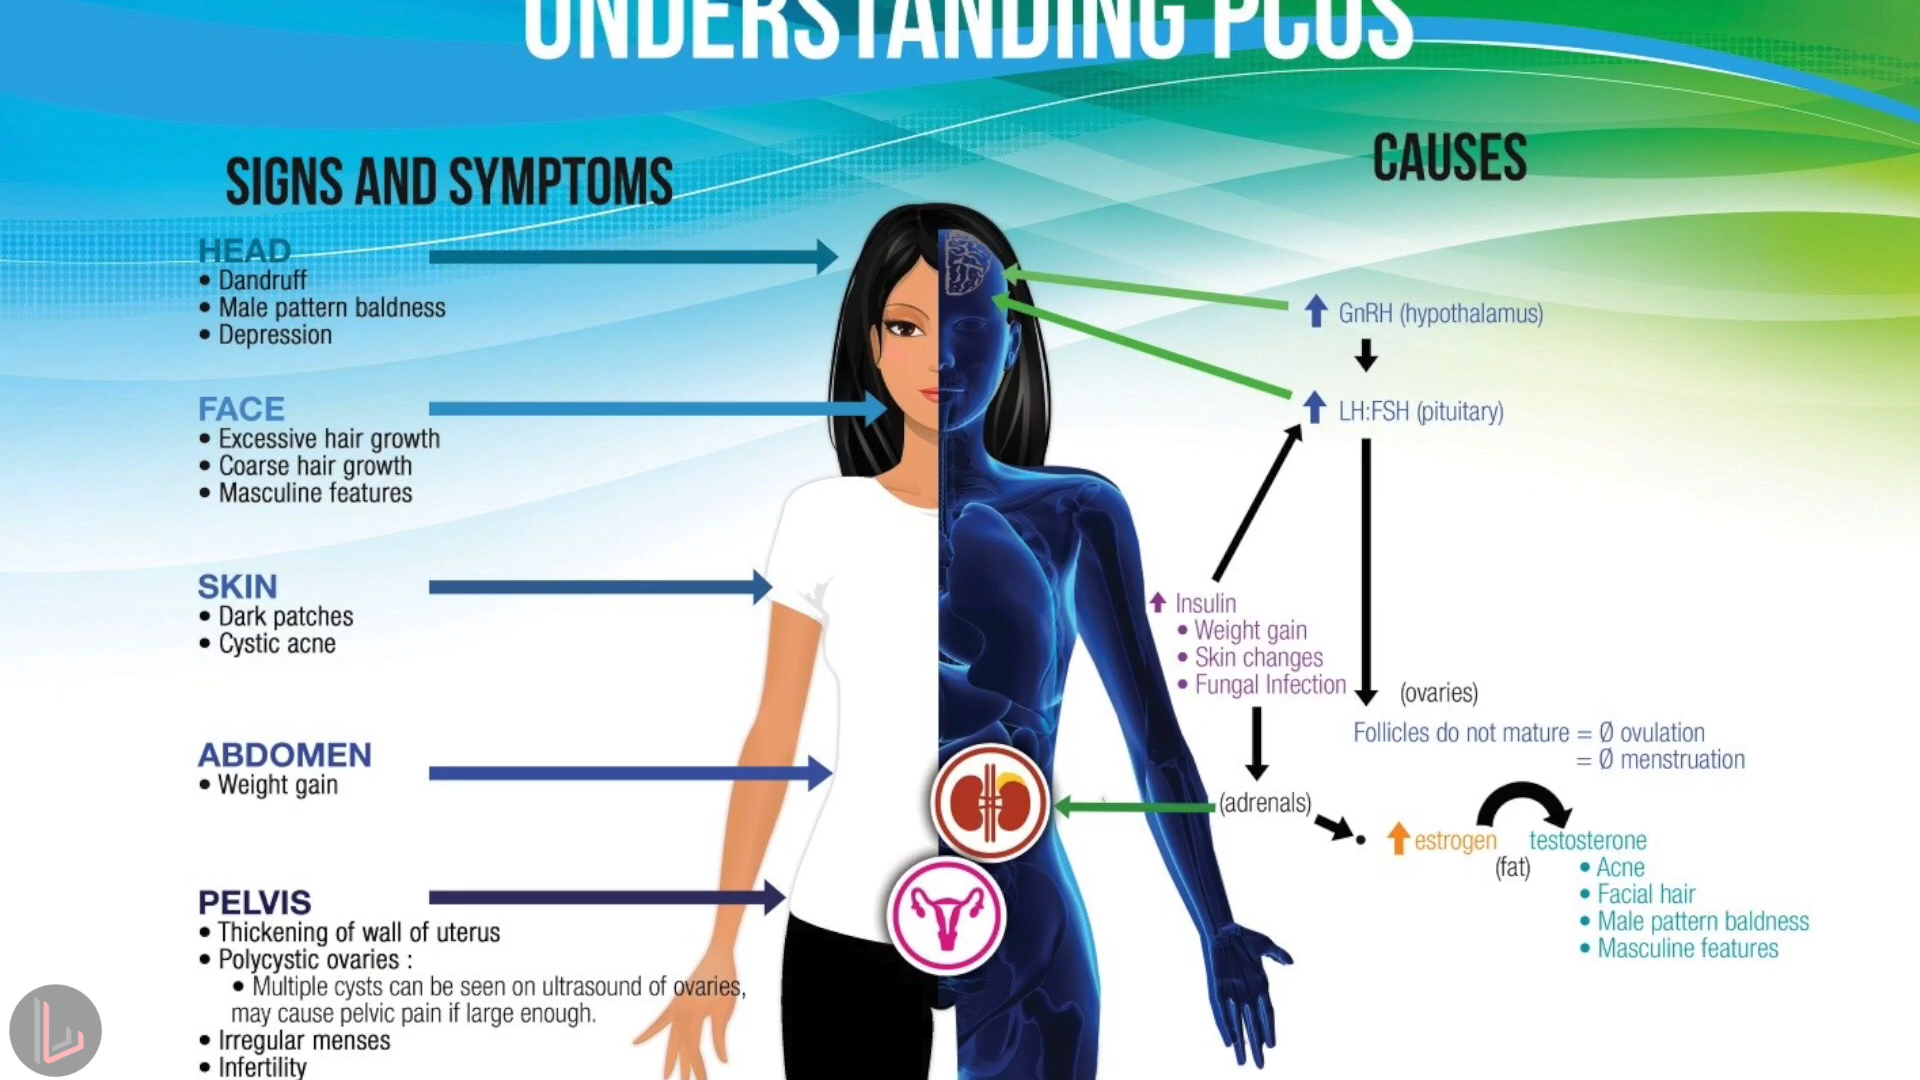 UNDERSTANDING PCOS
SIGNS AND SYMPTOMS
HEAD
• Dandruff
• Male pattern baldness
• Depression
FACE
• Excessive hair growth
• Coarse hair growth
• Masculine features
SKIN
• Dark patches
• Cystic acne
ABDOMEN
• Weight gain
PELVIS
• Thickening of wall of uterus
• Polycystic ovaries :
• Multiple cysts can be seen on ultrasound of ovaries,
may cause pelvic pain if large enough.
• Irregular menses
• Infertility
CAUSES
GnRH (hypothalamus)
LH:FSH (pituitary)
Insulin
• Weight gain
• Skin changes
• Fungal Infection
(ovaries)
Follicles do not mature = Ø ovulation
= Ø menstruation
(adrenals)
• estrogen testosterone
(fat)
• Acne
• Facial hair
• Male pattern baldness
• Masculine features